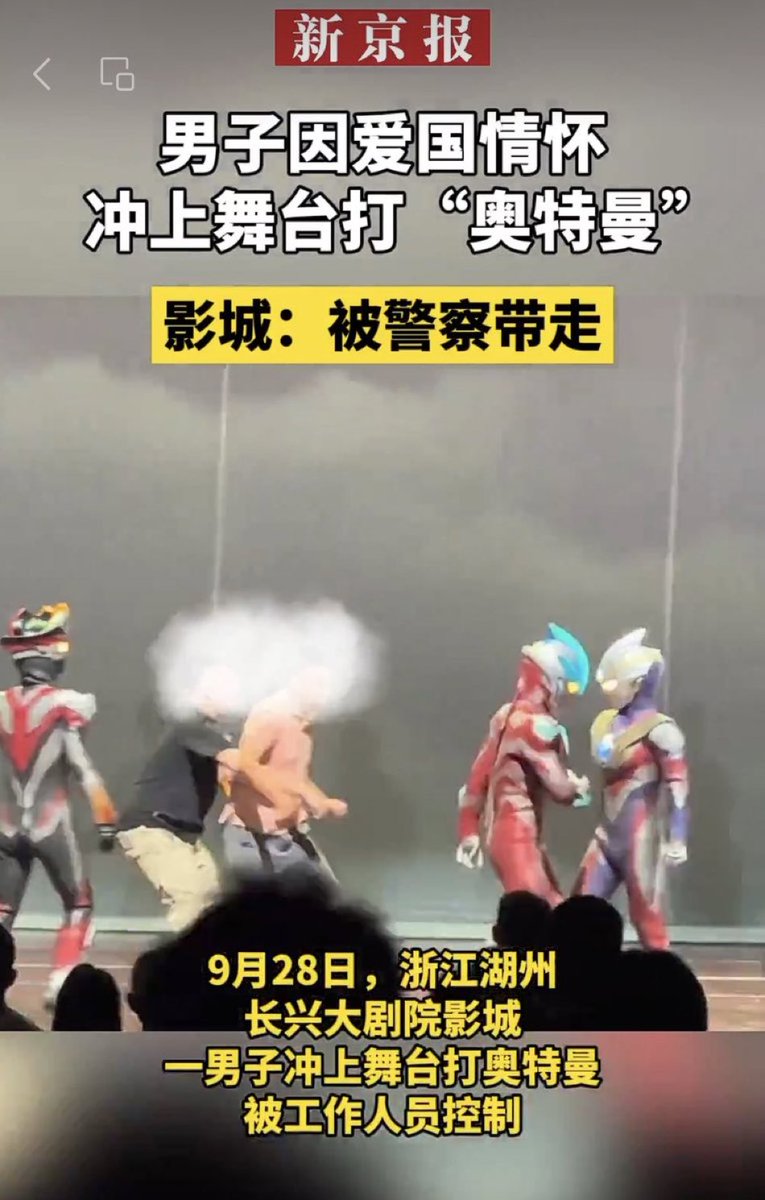 新京报
男子因爱国情怀
冲上舞台打“奥特曼”
影城：被警察带走
9月28日，浙江湖州
长兴大剧院影城
一男子冲上舞台打奥特曼
被工作人员控制